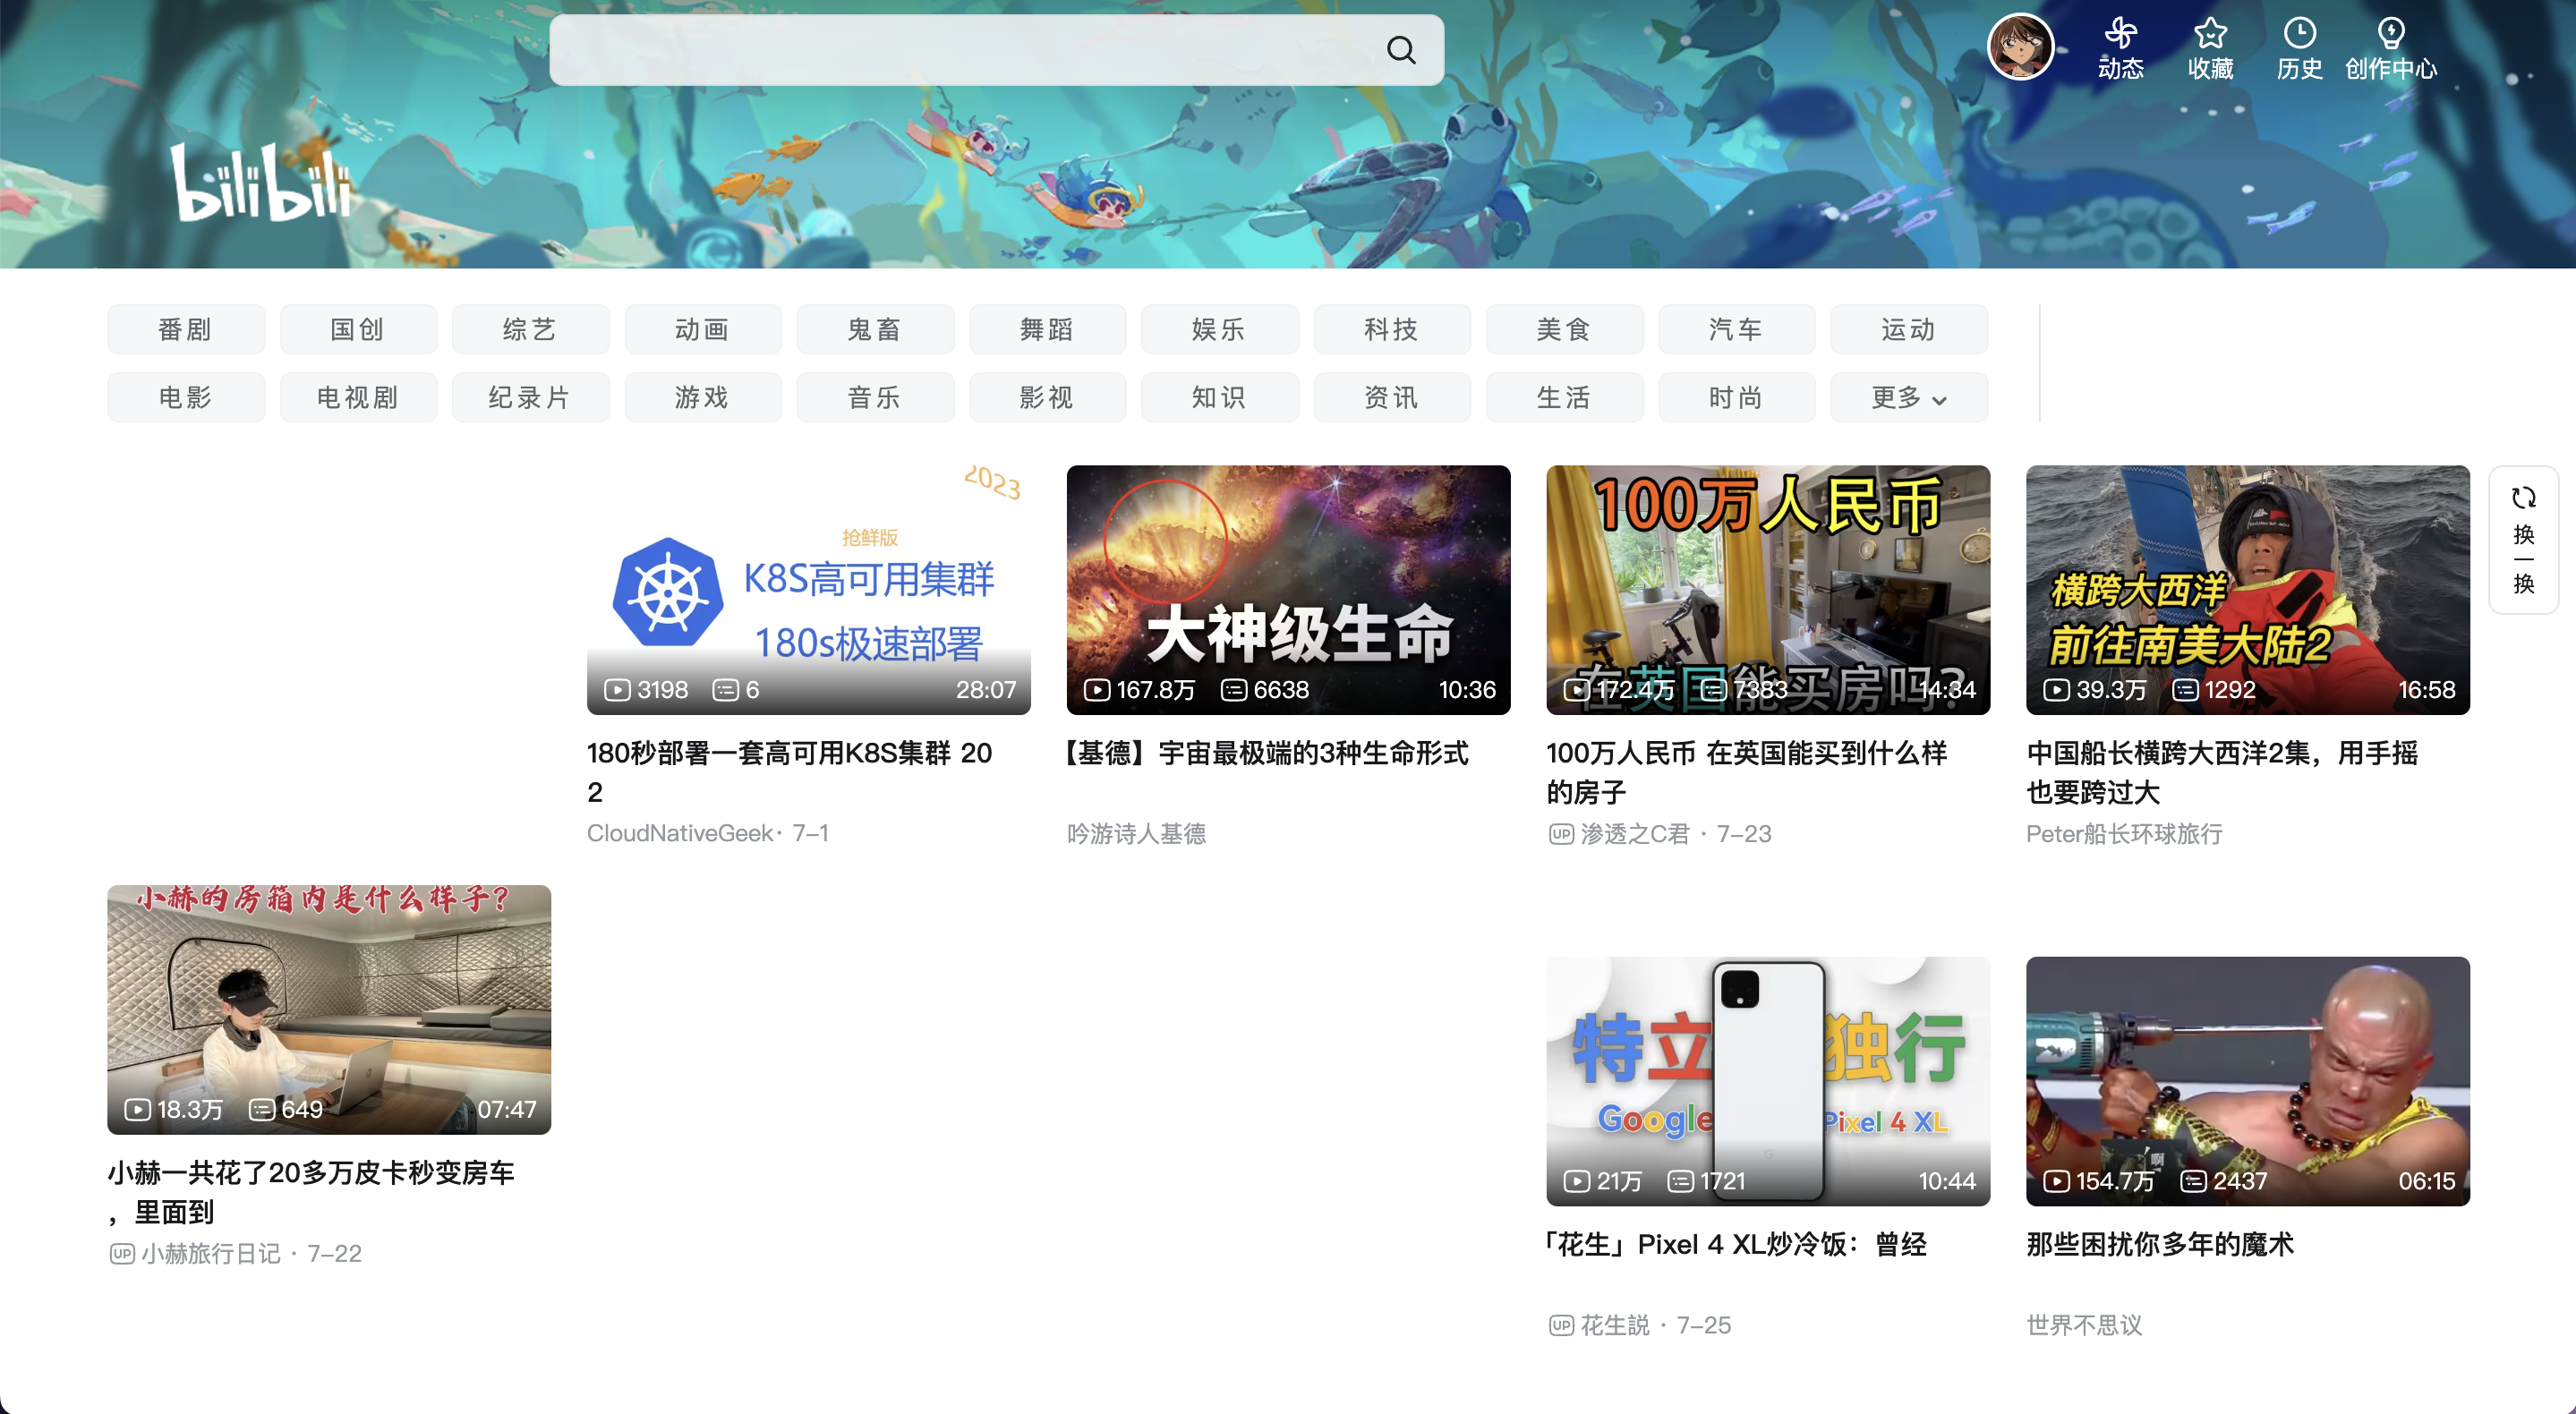 bilibili
动态
收藏
历史
创作中心
番剧
国创
综艺
动画
鬼畜
舞蹈
娱乐
科技
美食
汽车
运动
电影
电视剧
纪录片
游戏
音乐
影视
知识
资讯
生活
时尚
更多
2023
抢鲜版
K8S高可用集群
180s极速部署
3198
6
28:07
180秒部署一套高可用K8S集群 20
2
CloudNativeGeek· 7-1
大神级生命
167.8万
6638
10:36
【基德】宇宙最极端的3种生命形式
吟游诗人基德
100万人民币
在英国能买房吗?
172.4万
7383
14:34
100万人民币 在英国能买到什么样
的房子
UP 渗透之C君 · 7-23
横跨大西洋
前往南美大陆2
39.3万
1292
16:58
中国船长横跨大西洋2集，用手摇
也要跨过大
Peter船长环球旅行
换
一
换
小赫的房箱内是什么样子?
18.3万
649
07:47
小赫一共花了20多万皮卡秒变房车
，里面到
UP 小赫旅行日记 · 7-22
特立独行
Google Pixel 4 XL
21万
1721
10:44
「花生」Pixel 4 XL炒冷饭：曾经
UP 花生説 · 7-25
啊
154.7万
2437
06:15
那些困扰你多年的魔术
世界不思议